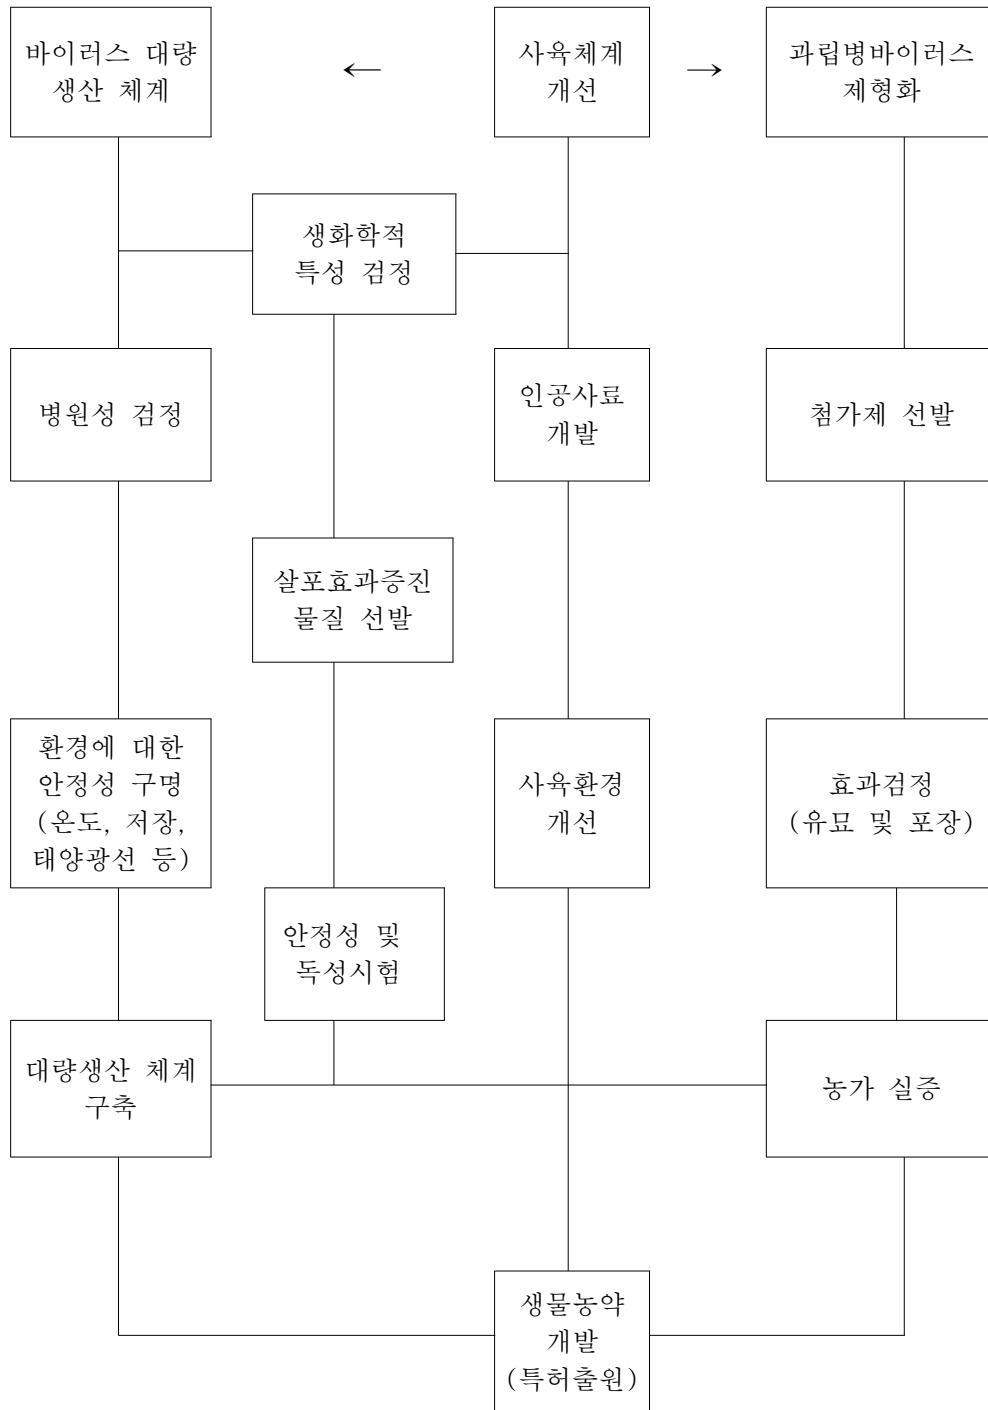 바이러스 대량
생산 체계
←
사육체계
개선
→
과립병바이러스
제형화
생화학적
특성 검정
병원성 검정
인공사료
개발
첨가제 선발
살포효과증진
물질 선발
환경에 대한
안정성 구명
(온도, 저장,
태양광선 등)
사육환경
개선
효과검정
(유묘 및 포장)
안정성 및
독성시험
대량생산 체계
구축
농가 실증
생물농약
개발
(특허출원)